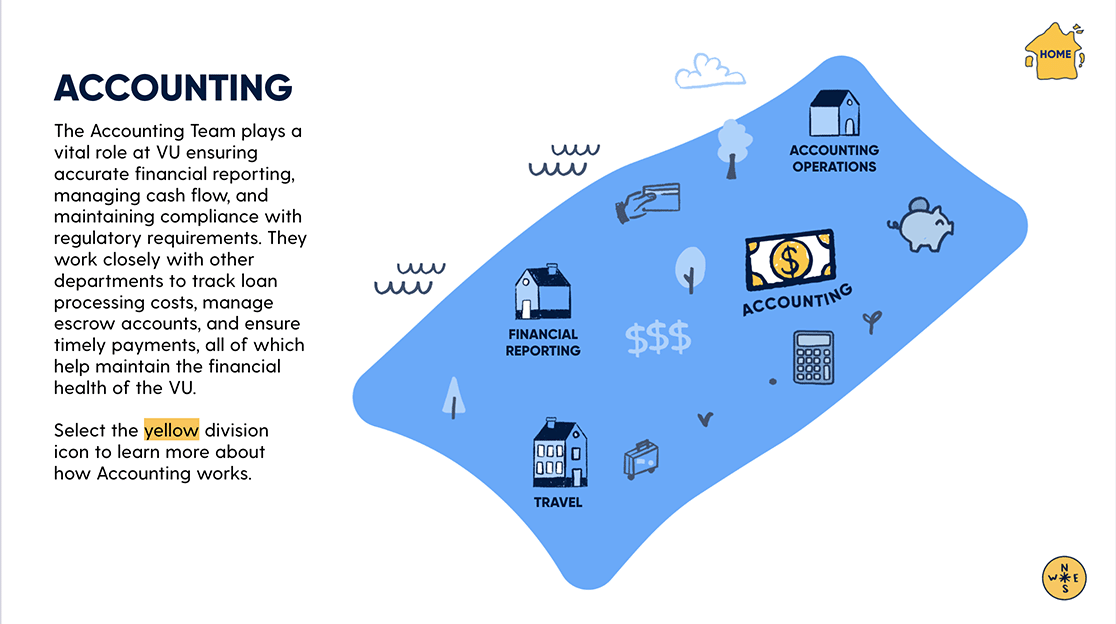 HOME
ACCOUNTING
The Accounting Team plays a
vital role at VU ensuring
accurate financial reporting,
managing cash flow, and
maintaining compliance with
regulatory requirements. They
work closely with other
departments to track loan
processing costs, manage
escrow accounts, and ensure
timely payments, all of which
help maintain the financial
health of the VU.
Select the yellow division
icon to learn more about
how Accounting works.
ACCOUNTING
OPERATIONS
$
ACCOUNTING
FINANCIAL
REPORTING
$$$
TRAVEL
N
W E
S